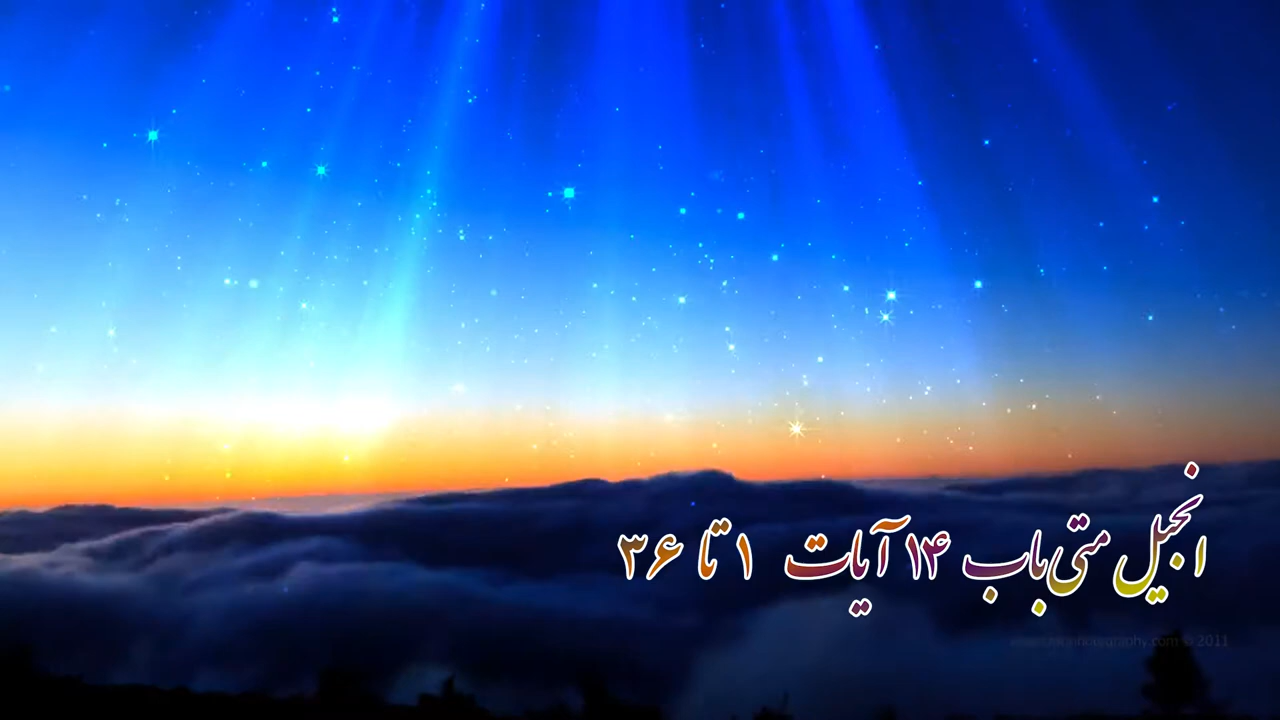 انجیل متی باب ۱۴ آیات ۱ تا ۳۶